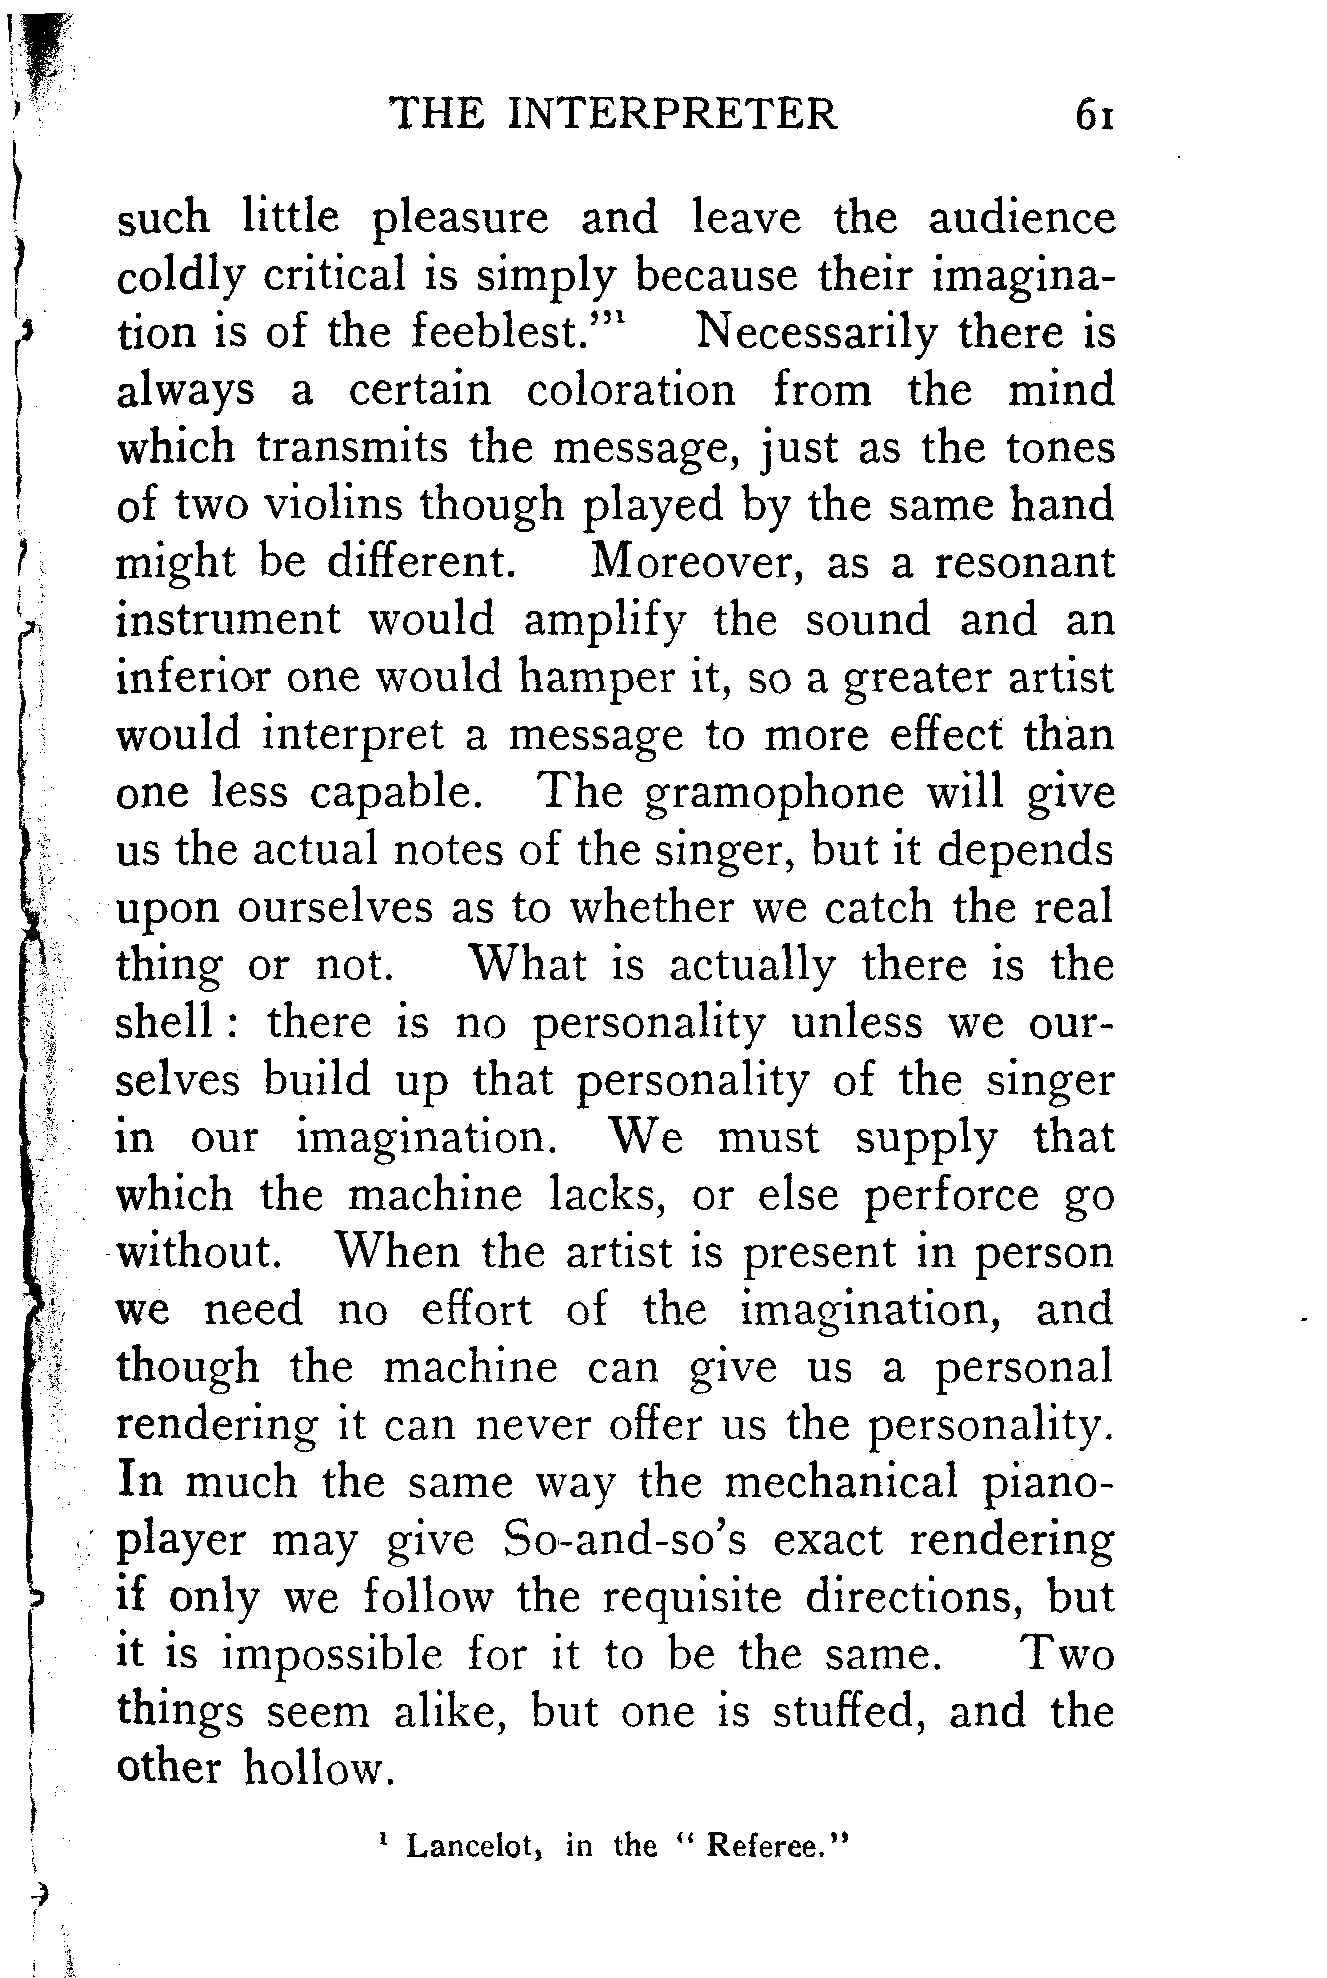 THE INTERPRETER 61
such little pleasure and leave the audience
coldly critical is simply because their imagina-
tion is of the feeblest.”¹ Necessarily there is
always a certain coloration from the mind
which transmits the message, just as the tones
of two violins though played by the same hand
might be different. Moreover, as a resonant
instrument would amplify the sound and an
inferior one would hamper it, so a greater artist
would interpret a message to more effect than
one less capable. The gramophone will give
us the actual notes of the singer, but it depends
upon ourselves as to whether we catch the real
thing or not. What is actually there is the
shell : there is no personality unless we our-
selves build up that personality of the singer
in our imagination. We must supply that
which the machine lacks, or else perforce go
without. When the artist is present in person
we need no effort of the imagination, and
though the machine can give us a personal
rendering it can never offer us the personality.
In much the same way the mechanical piano-
player may give So-and-so’s exact rendering
if only we follow the requisite directions, but
it is impossible for it to be the same. Two
things seem alike, but one is stuffed, and the
other hollow.
¹ Lancelot, in the “ Referee.”